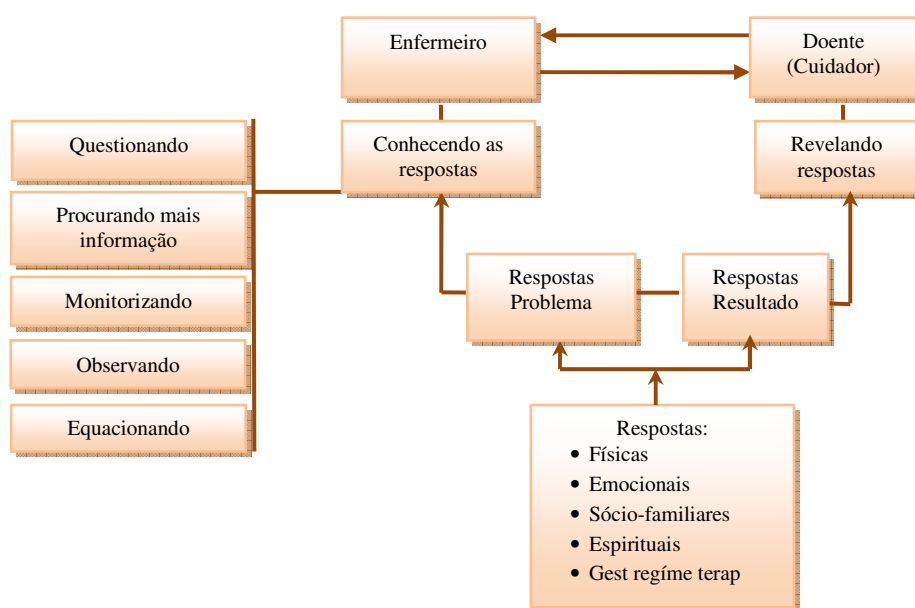 Enfermeiro
Doente
(Cuidador)
Questionando
Conhecendo as
respostas
Revelando
respostas
Procurando mais
informação
Monitorizando
Respostas
Problema
Respostas
Resultado
Observando
Equacionando
Respostas:
• Físicas
• Emocionais
• Sócio-familiares
• Espirituais
• Gest regíme terap